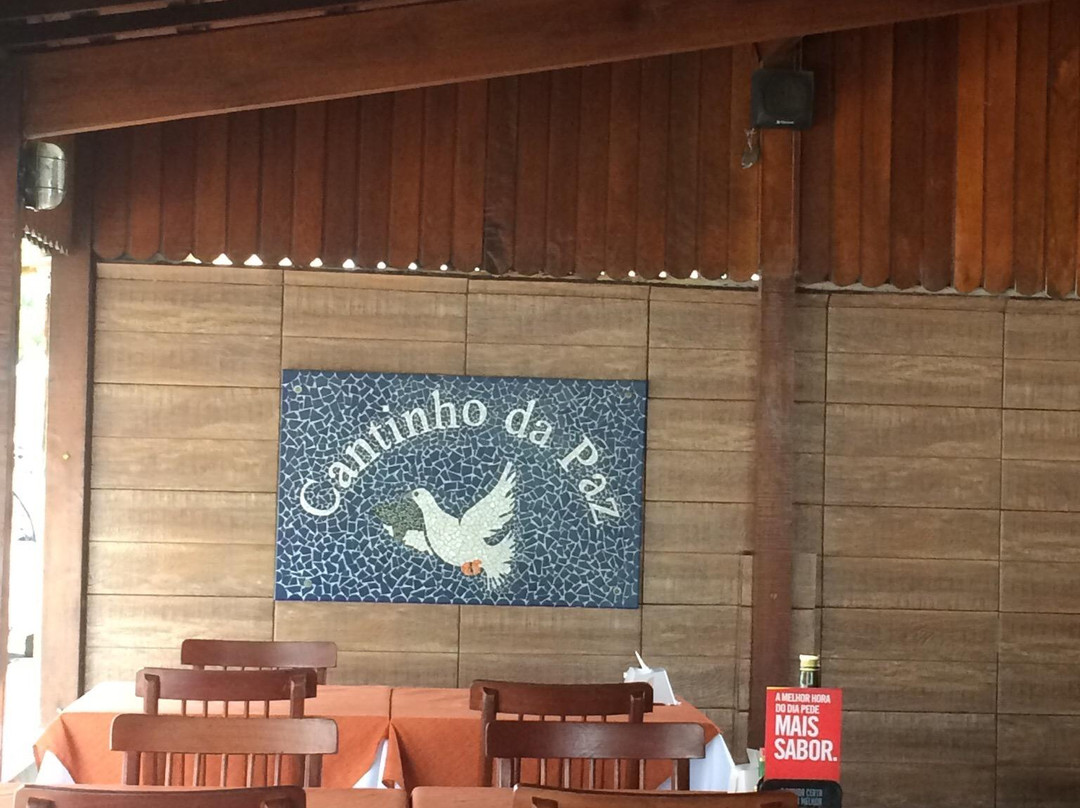 Cantinho da Paz
A MELHOR HORA
DO DIA PEDE
MAIS
SABOR.